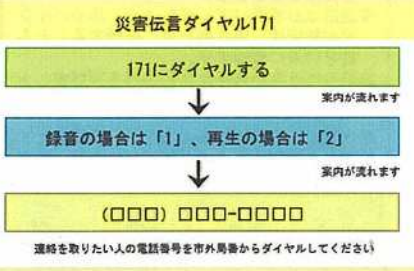 災害伝言ダイヤル171
171にダイヤルする
案内が流れます
録音の場合は「1」、再生の場合は「2」
案内が流れます
(□□□) □□□-□□□□
連絡を取りたい人の電話番号を市外局番からダイヤルしてください